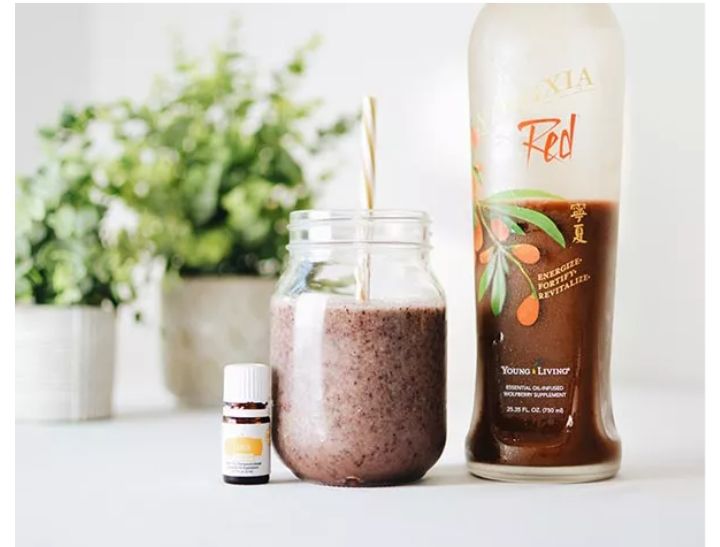 Red
寧
夏
ENERGIZE·
FORTIFY·
REVITALIZE·
YOUNG LIVING
ESSENTIAL OIL-INFUSED
WOLFBERRY SUPPLEMENT
25.35 FL. OZ. (750 ml)